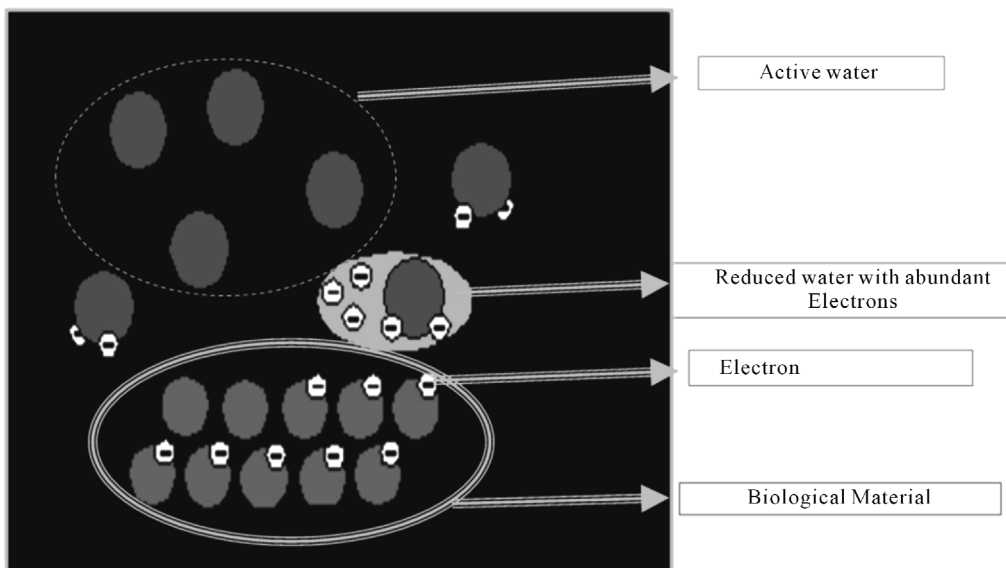 Active water
Reduced water with abundant
Electrons
Electron
Biological Material